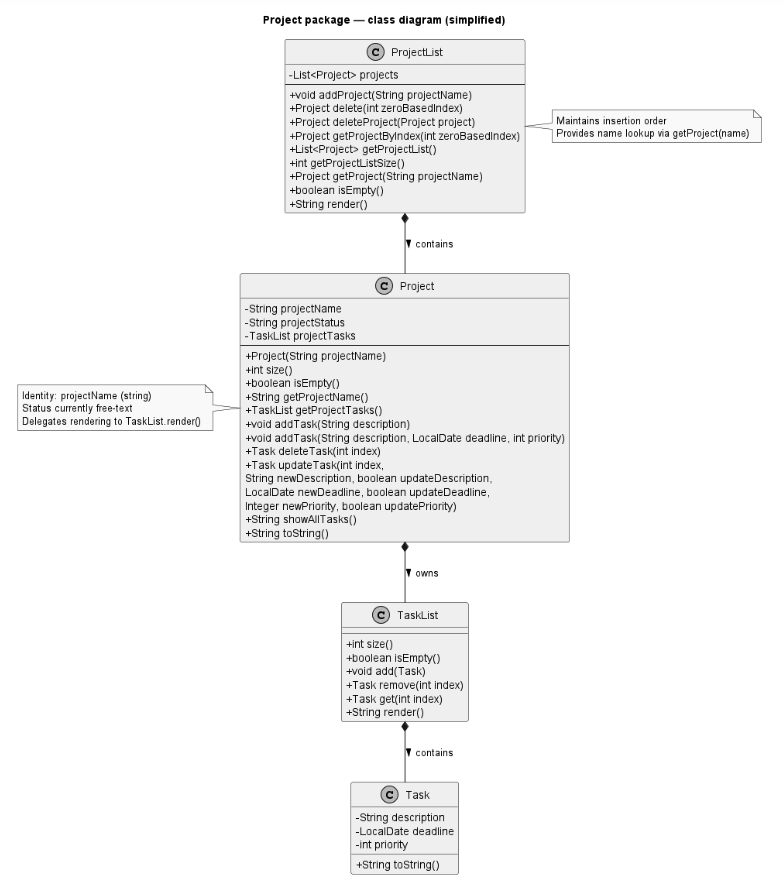 Project package — class diagram (simplified)
C ProjectList
-List<Project> projects
+void addProject(String projectName)
+Project delete(int zeroBasedIndex)
+Project deleteProject(Project project)
+Project getProjectByIndex(int zeroBasedIndex)
+List<Project> getProjectList()
+int getProjectListSize()
+Project getProject(String projectName)
+boolean isEmpty()
+String render()
Maintains insertion order
Provides name lookup via getProject(name)
contains
C Project
-String projectName
-String projectStatus
-TaskList projectTasks
+Project(String projectName)
+int size()
+boolean isEmpty()
+String getProjectName()
+TaskList getProjectTasks()
+void addTask(String description)
+void addTask(String description, LocalDate deadline, int priority)
+Task deleteTask(int index)
+Task updateTask(int index,
String newDescription, boolean updateDescription,
LocalDate newDeadline, boolean updateDeadline,
Integer newPriority, boolean updatePriority)
+String showAllTasks()
+String toString()
Identity: projectName (string)
Status currently free-text
Delegates rendering to TaskList.render()
owns
C TaskList
+int size()
+boolean isEmpty()
+void add(Task)
+Task remove(int index)
+Task get(int index)
+String render()
contains
C Task
-String description
-LocalDate deadline
-int priority
+String toString()